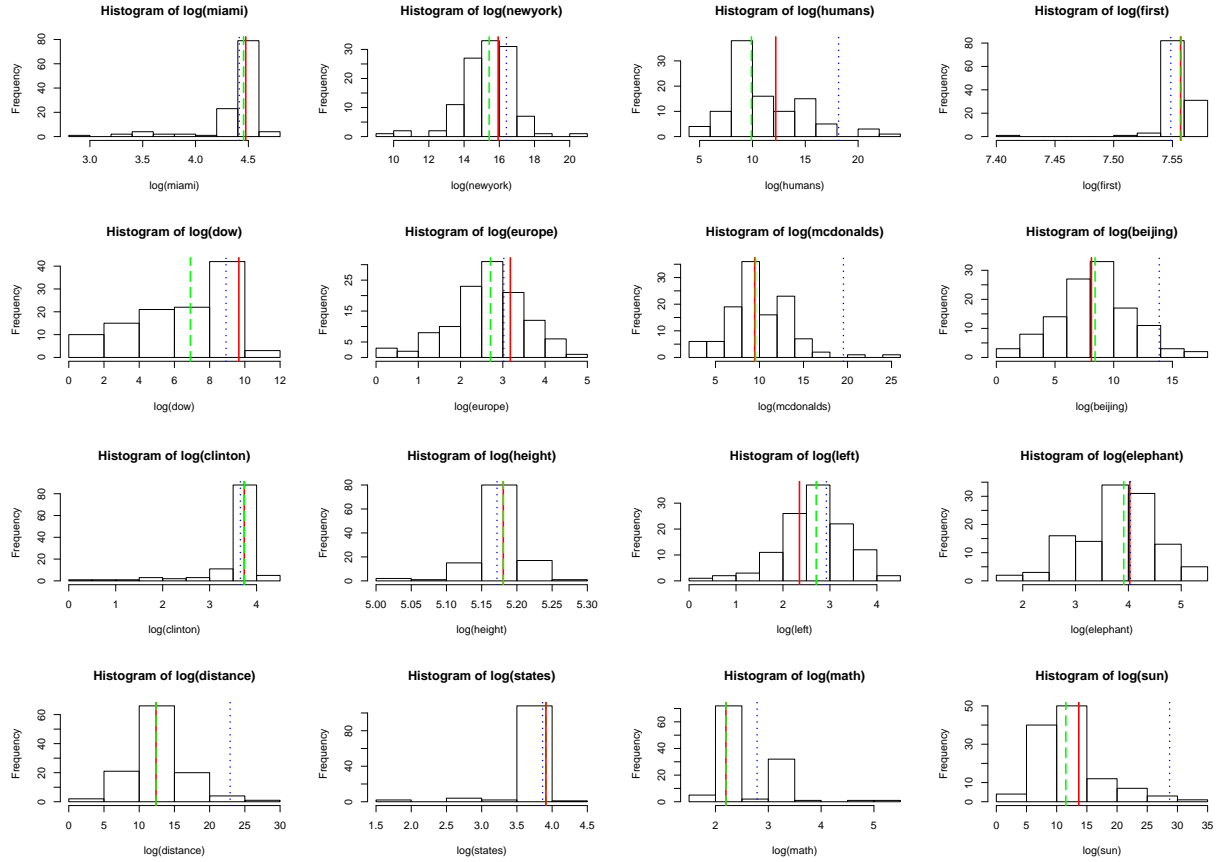 Histogram of log(miami)
Frequency
0 20 40 60 80
3.0 3.5 4.0 4.5
log(miami)
Histogram of log(newyork)
Frequency
0 10 30
10 12 14 16 18 20
log(newyork)
Histogram of log(humans)
Frequency
0 10 20 30
5 10 15 20
log(humans)
Histogram of log(first)
Frequency
0 20 40 60 80
7.40 7.45 7.50 7.55
log(first)
Histogram of log(dow)
Frequency
0 10 20 30 40
0 2 4 6 8 10 12
log(dow)
Histogram of log(europe)
Frequency
0 5 15 25
0 1 2 3 4 5
log(europe)
Histogram of log(mcdonalds)
Frequency
0 10 20 30
5 10 15 20 25
log(mcdonalds)
Histogram of log(beijing)
Frequency
0 10 20 30
0 5 10 15
log(beijing)
Histogram of log(clinton)
Frequency
0 20 40 60 80
0 1 2 3 4
log(clinton)
Histogram of log(height)
Frequency
0 20 40 60 80
5.00 5.05 5.10 5.15 5.20 5.25 5.30
log(height)
Histogram of log(left)
Frequency
0 10 20 30
0 1 2 3 4
log(left)
Histogram of log(elephant)
Frequency
0 10 20 30
2 3 4 5
log(elephant)
Histogram of log(distance)
Frequency
0 20 40 60
0 5 10 15 20 25 30
log(distance)
Histogram of log(states)
Frequency
0 20 40 60 80 100
1.5 2.0 2.5 3.0 3.5 4.0 4.5
log(states)
Histogram of log(math)
Frequency
0 20 40 60
2 3 4 5
log(math)
Histogram of log(sun)
Frequency
0 10 20 30 40 50
0 5 10 15 20 25 30 35
log(sun)